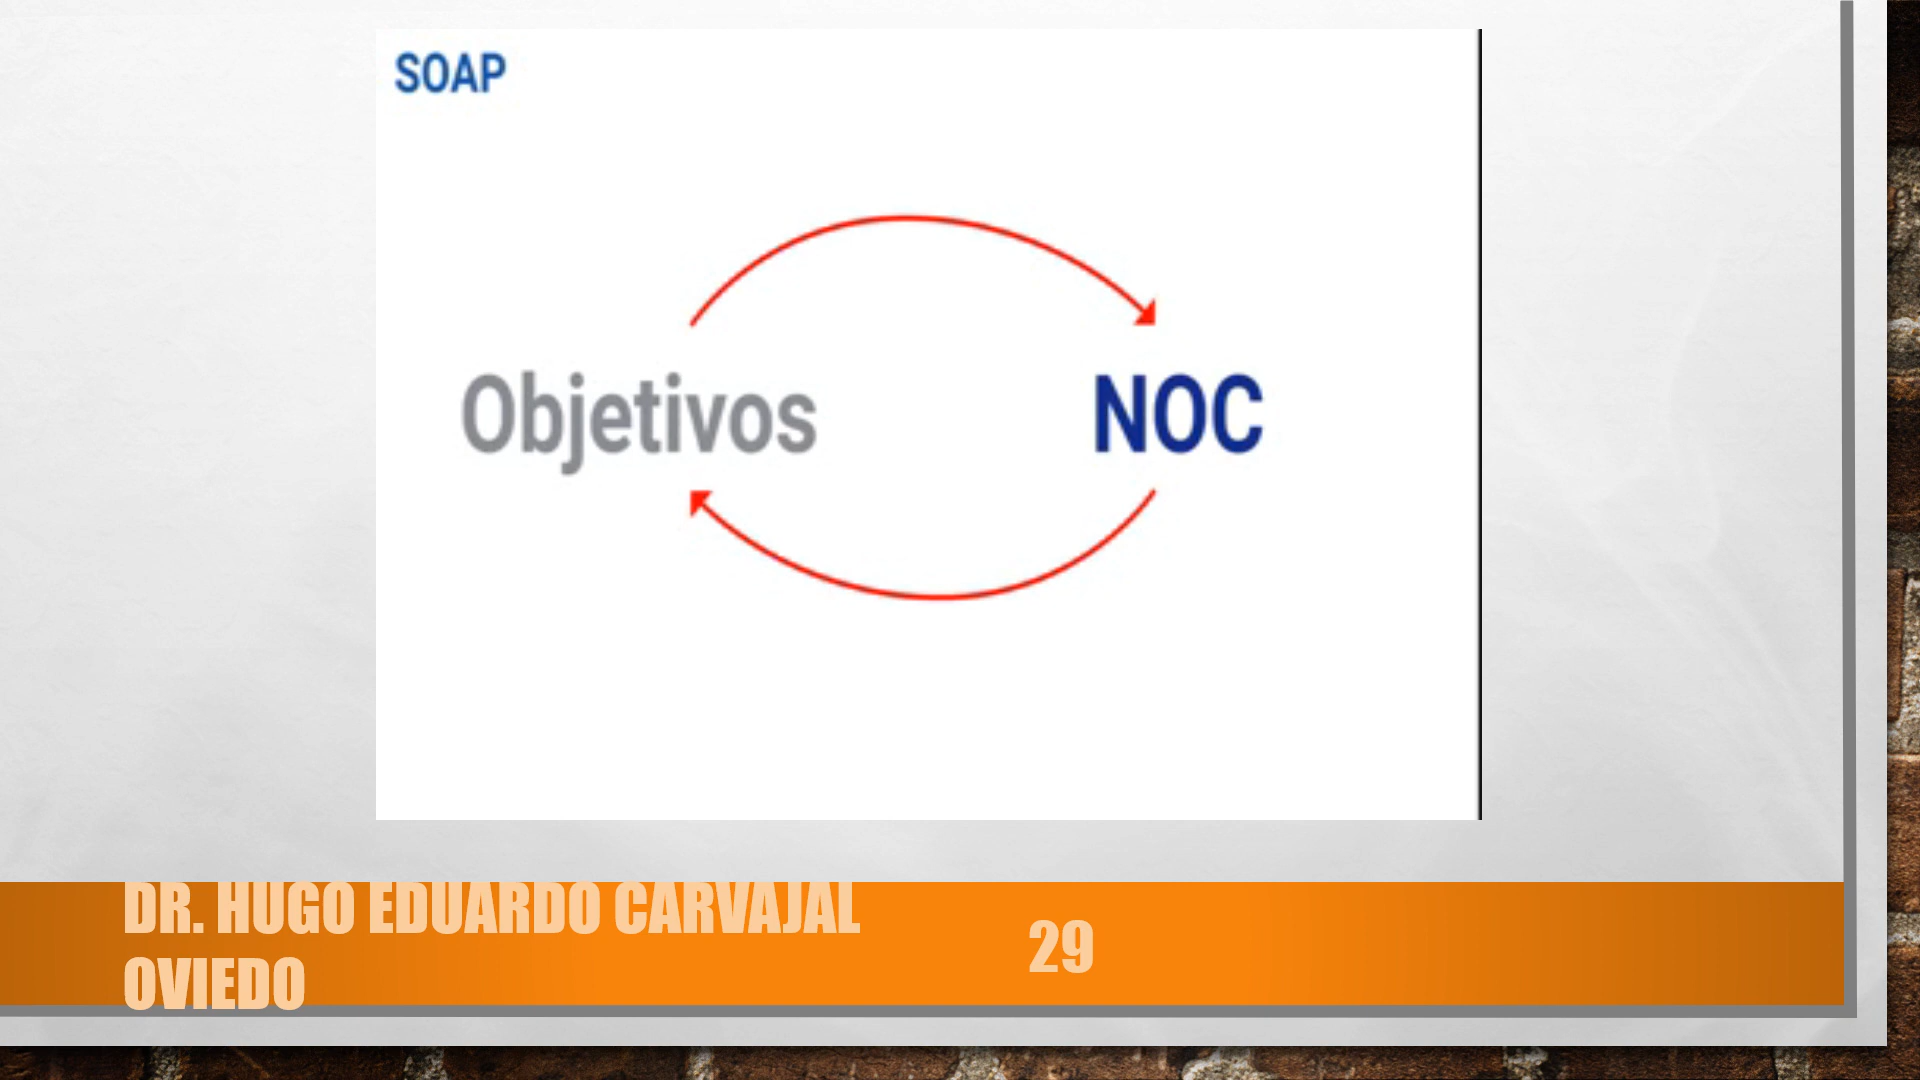 SOAP
Objetivos
NOC
DR. HUGO EDUARDO CARVAJAL
OVIEDO
29